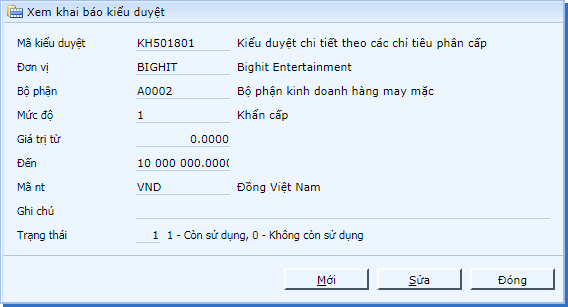 Xem khai báo kiểu duyệt
Mã kiểu duyệt KH501801 Kiểu duyệt chi tiết theo các chỉ tiêu phân cấp
Đơn vị BIGHIT Bighit Entertainment
Bộ phận A0002 Bộ phận kinh doanh hàng may mặc
Mức độ 1 Khẩn cấp
Giá trị từ 0.0000
Đến 10 000 000.0000
Mã nt VND Đồng Việt Nam
Ghi chú
Trạng thái 1 1 - Còn sử dụng, 0 - Không còn sử dụng
Mới Sửa Đóng